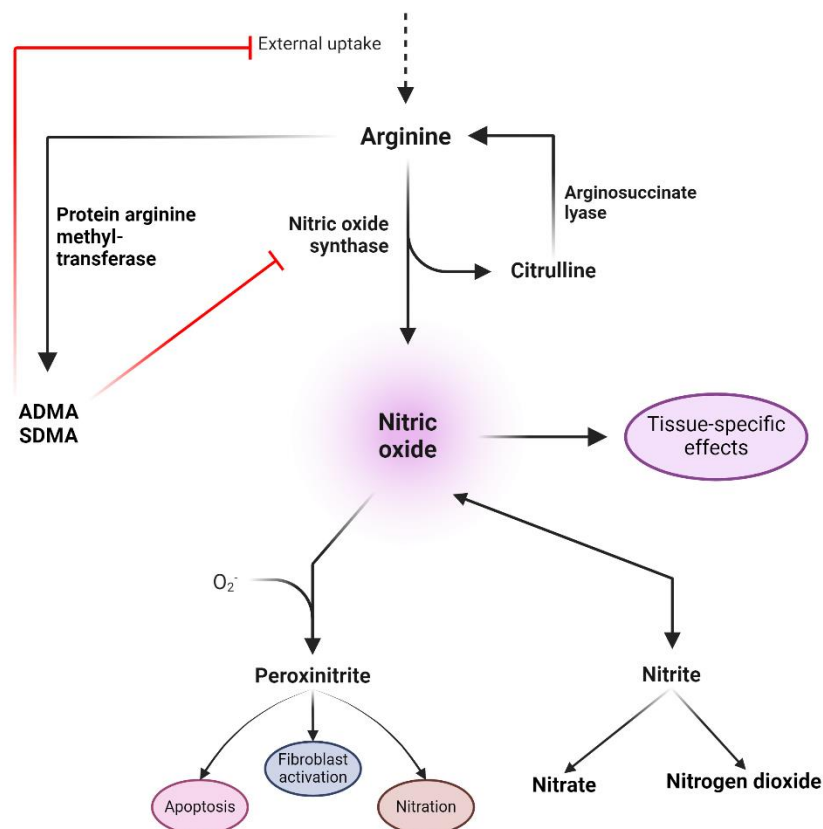 External uptake
Arginine
Arginosuccinate
lyase
Protein arginine
methyl-
transferase
Nitric oxide
synthase
Citrulline
ADMA
SDMA
Nitric
oxide
Tissue-specific
effects
O₂⁻
Peroxinitrite
Nitrite
Fibroblast
activation
Apoptosis
Nitration
Nitrate
Nitrogen dioxide